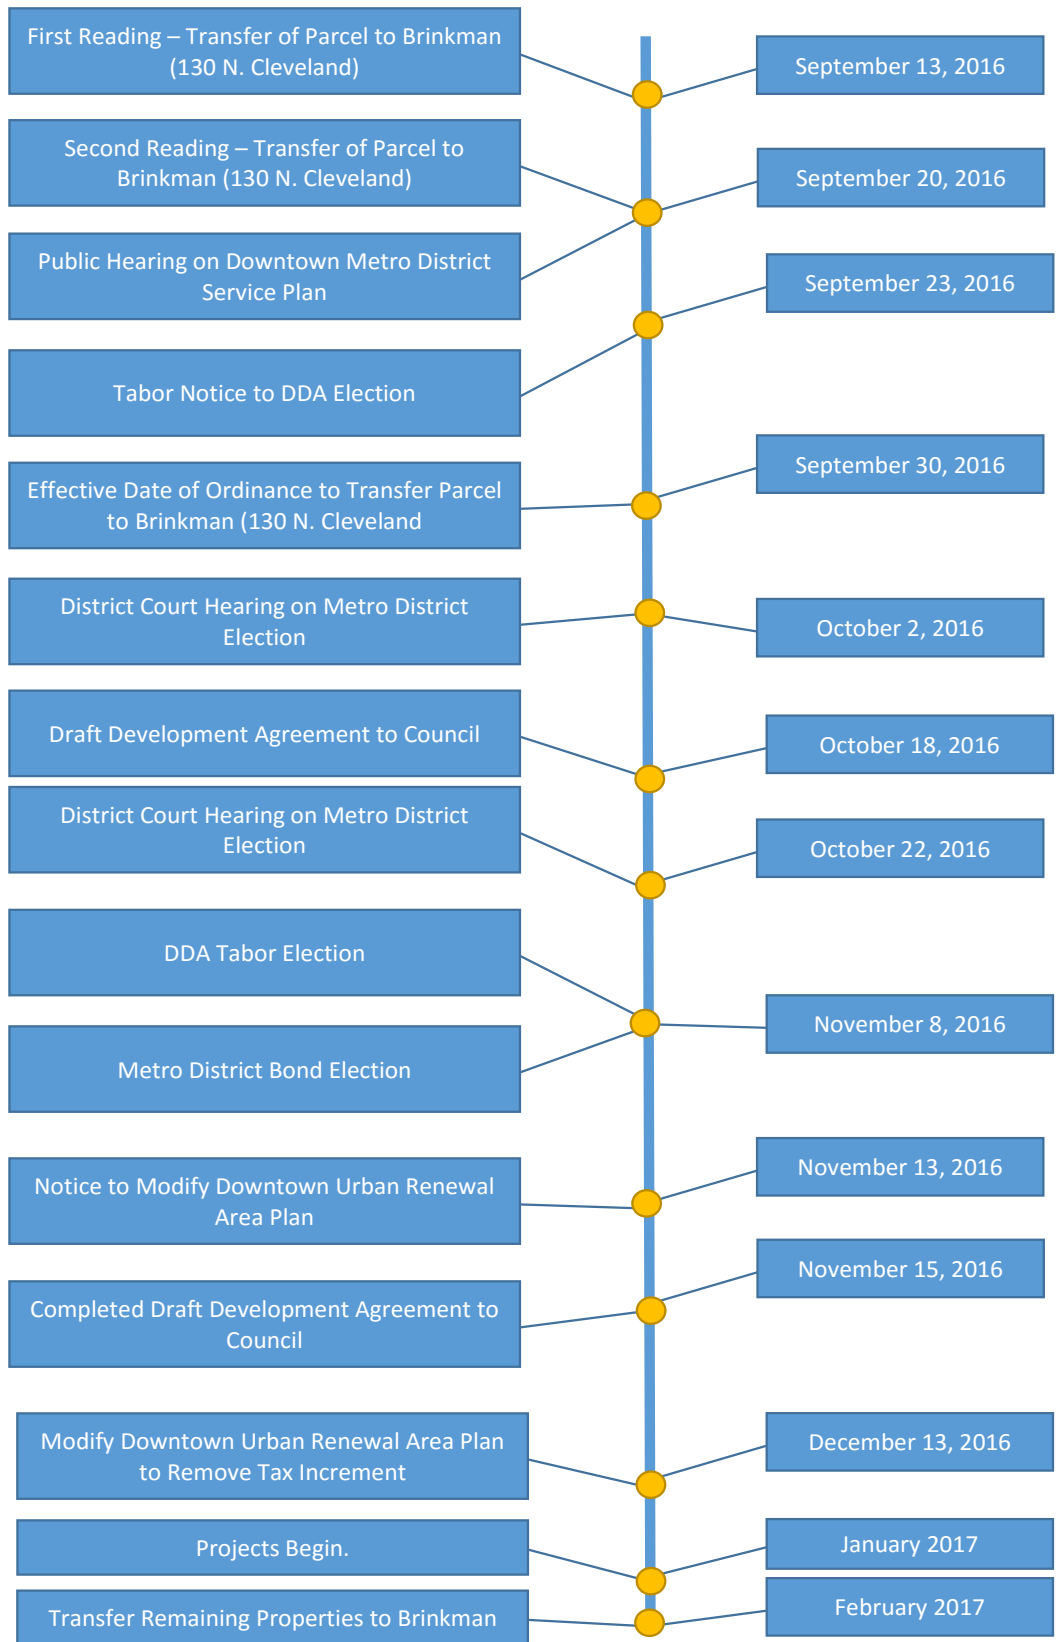 First Reading – Transfer of Parcel to Brinkman
(130 N. Cleveland)
September 13, 2016
Second Reading – Transfer of Parcel to
Brinkman (130 N. Cleveland)
September 20, 2016
Public Hearing on Downtown Metro District
Service Plan
September 23, 2016
Tabor Notice to DDA Election
September 30, 2016
Effective Date of Ordinance to Transfer Parcel
to Brinkman (130 N. Cleveland
District Court Hearing on Metro District
Election
October 2, 2016
Draft Development Agreement to Council
October 18, 2016
District Court Hearing on Metro District
Election
October 22, 2016
DDA Tabor Election
November 8, 2016
Metro District Bond Election
November 13, 2016
Notice to Modify Downtown Urban Renewal
Area Plan
November 15, 2016
Completed Draft Development Agreement to
Council
December 13, 2016
Modify Downtown Urban Renewal Area Plan
to Remove Tax Increment
January 2017
Projects Begin.
February 2017
Transfer Remaining Properties to Brinkman